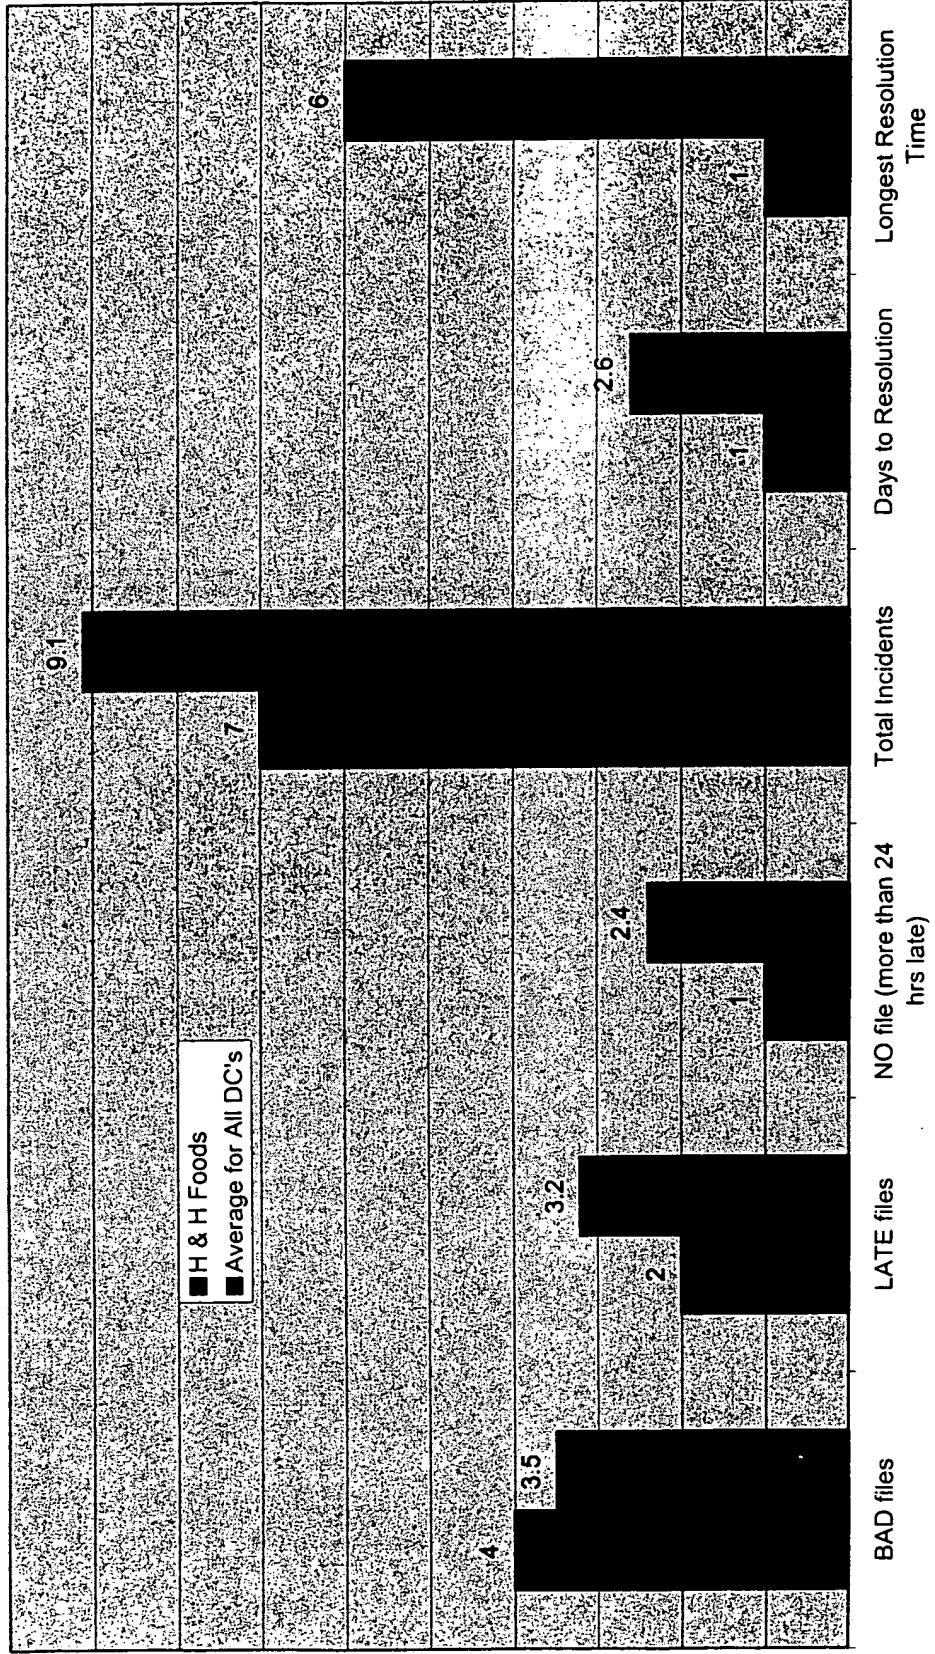 H & H Foods
Average for All DC's
4
3.5
2
3.2
1
2.4
7
9.1
1
2.6
1
6
BAD files
LATE files
NO file (more than 24
hrs late)
Total Incidents
Days to Resolution
Longest Resolution
Time